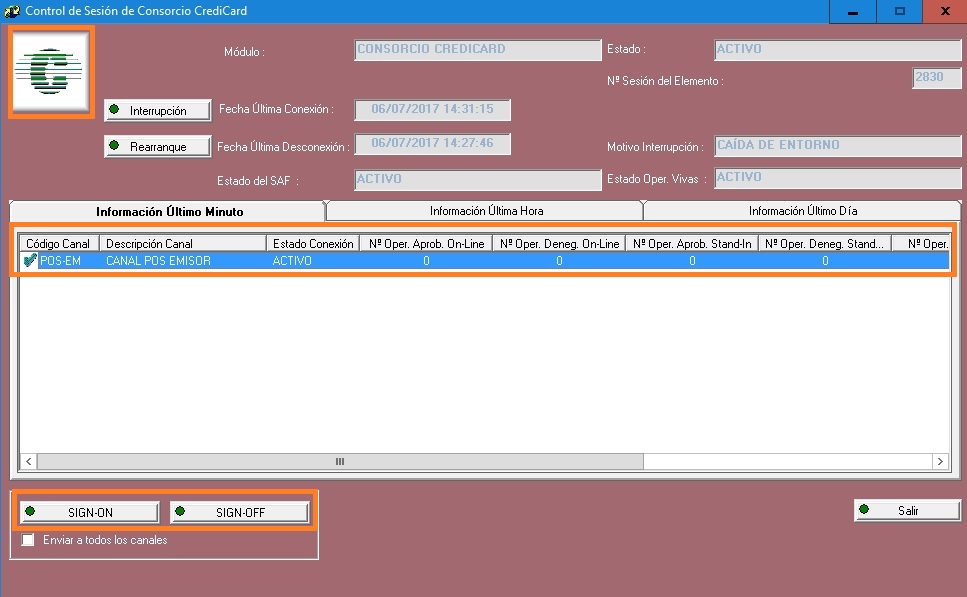 Control de Sesión de Consorcio CrediCard
Módulo : CONSORCIO CREDICARD Estado : ACTIVO
Nº Sesión del Elemento : 2830
Interrupción Fecha Última Conexión : 06/07/2017 14:31:15
Rearranque Fecha Última Desconexión : 06/07/2017 14:27:46 Motivo Interrupción : CAÍDA DE ENTORNO
Estado del SAF : ACTIVO Estado Oper. Vivas : ACTIVO
Información Último Minuto Información Última Hora Información Último Día
Código Canal Descripción Canal Estado Conexión Nº Oper. Aprob. On-Line Nº Oper. Deneg. On-Line Nº Oper. Aprob. Stand-In Nº Oper. Deneg. Stand... Nº Oper.
POS-EM CANAL POS EMISOR ACTIVO 0 0 0 0
SIGN-ON SIGN-OFF Salir
Enviar a todos los canales